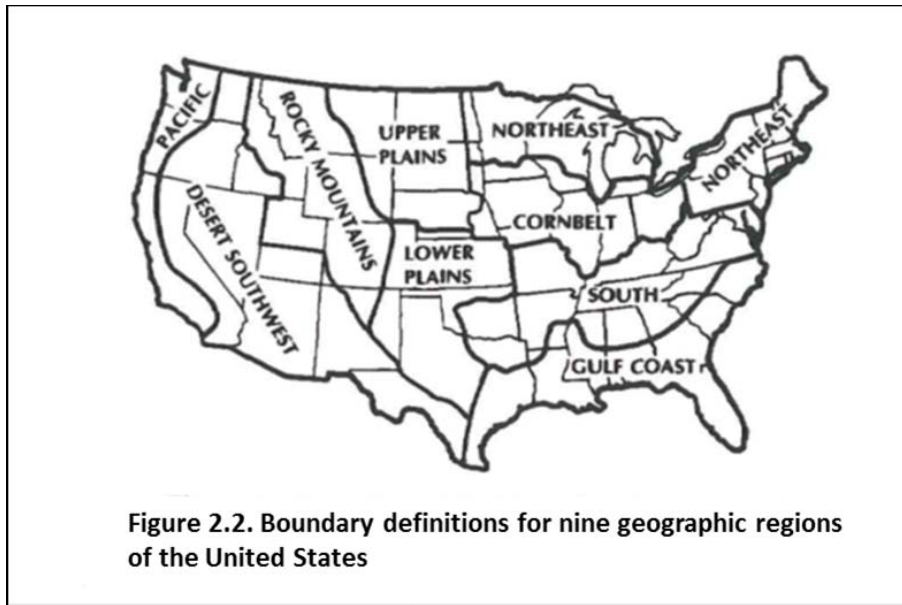 PACIFIC
ROCKY MOUNTAINS
UPPER
PLAINS
NORTHEAST
NORTHEAST
DESERT SOUTHWEST
CORNBELT
LOWER
PLAINS
SOUTH
GULF COAST
Figure 2.2. Boundary definitions for nine geographic regions
of the United States